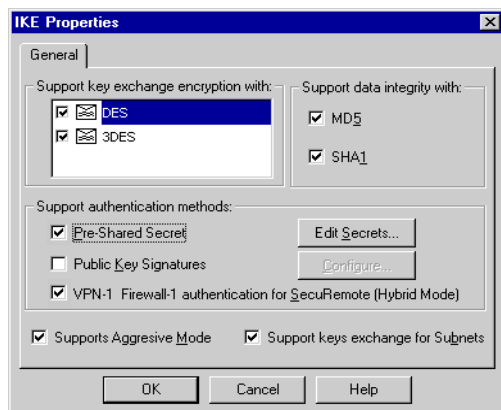 IKE Properties
General
Support key exchange encryption with:
DES
3DES
Support data integrity with:
MD5
SHA1
Support authentication methods:
Pre-Shared Secret
Edit Secrets...
Public Key Signatures
Configure...
VPN-1 Firewall-1 authentication for SecuRemote (Hybrid Mode)
Supports Aggresive Mode
Support keys exchange for Subnets
OK
Cancel
Help